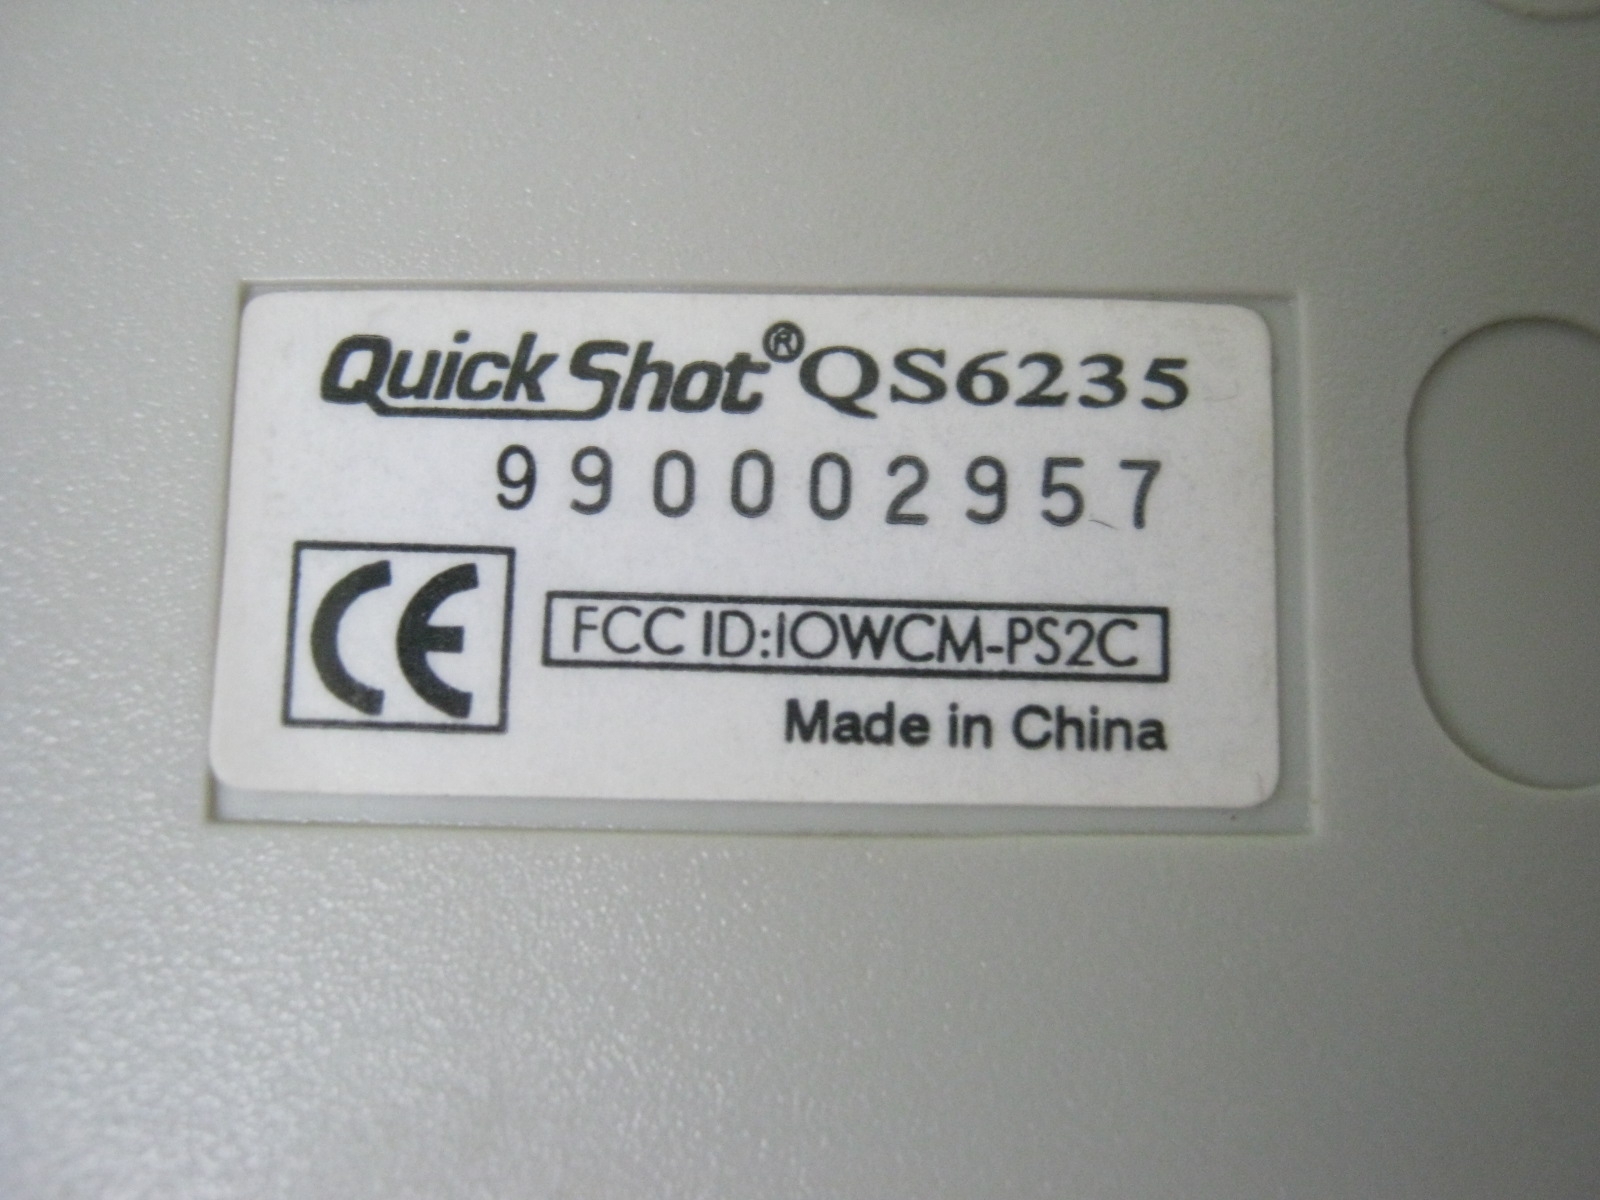 QuickShot® QS6235
990002957
CE
FCC ID:IOWCM-PS2C
Made in China